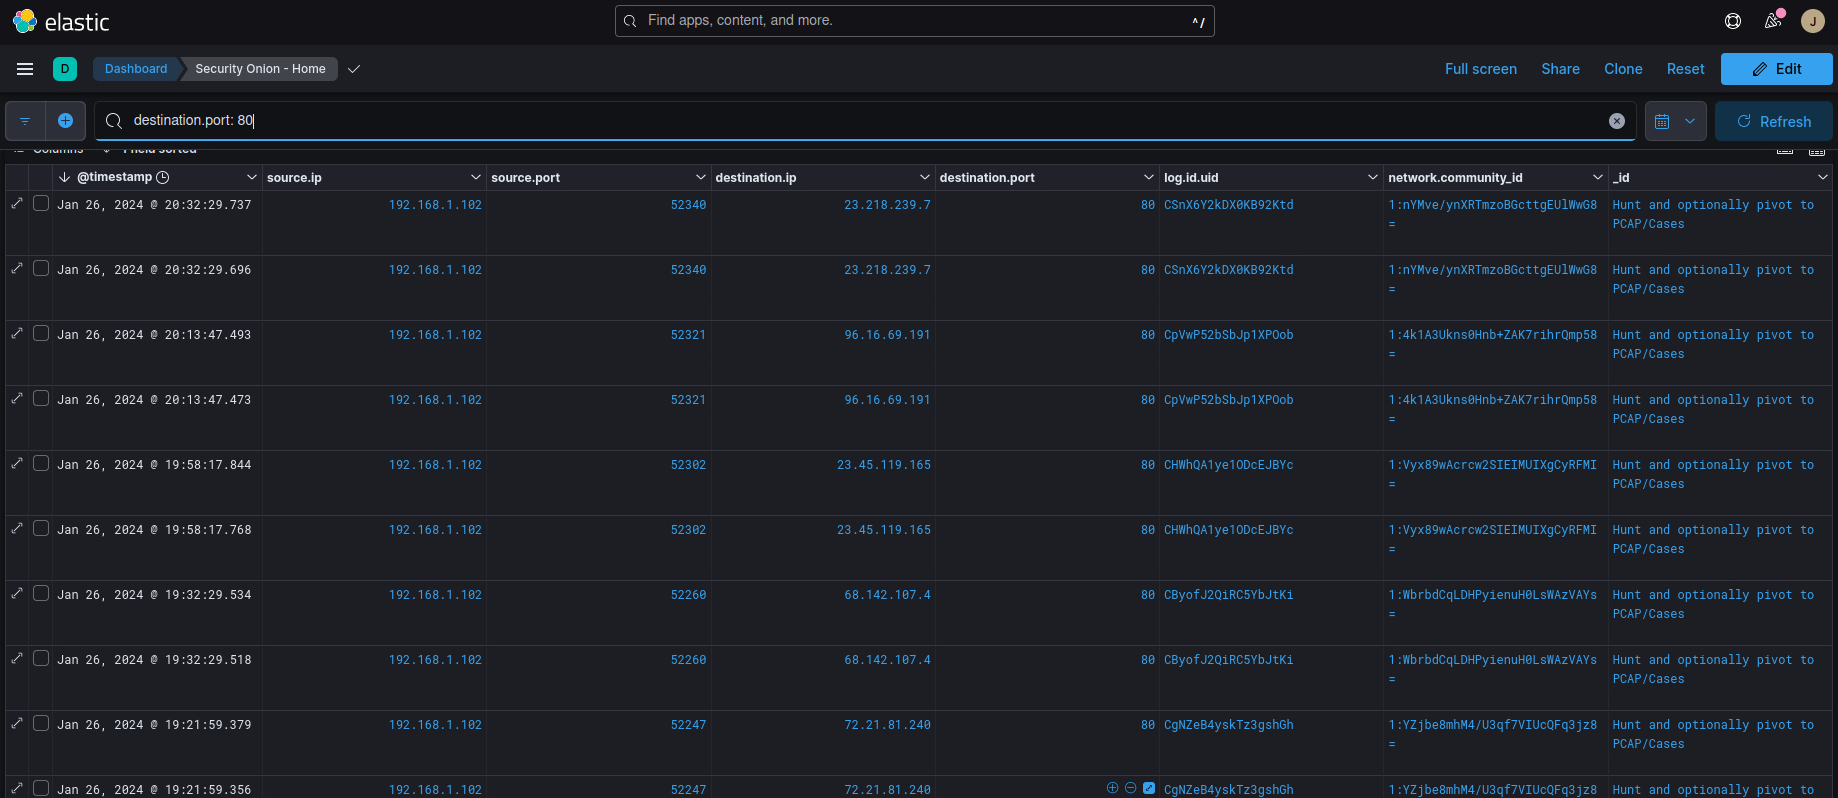 elastic
Find apps, content, and more.
^/
J
D
Dashboard
Security Onion - Home
Full screen
Share
Clone
Reset
Edit
destination.port: 80
Refresh
Columns
1 field sorted
@timestamp source.ip source.port destination.ip destination.port log.id.uid network.community_id _id
Jan 26, 2024 @ 20:32:29.737 192.168.1.102 52340 23.218.239.7 80 CSnX6Y2kDX0KB92Ktd 1:nYMve/ynXRTmzoBGcttgEUlWwG8 Hunt and optionally pivot to
= PCAP/Cases
Jan 26, 2024 @ 20:32:29.696 192.168.1.102 52340 23.218.239.7 80 CSnX6Y2kDX0KB92Ktd 1:nYMve/ynXRTmzoBGcttgEUlWwG8 Hunt and optionally pivot to
= PCAP/Cases
Jan 26, 2024 @ 20:13:47.493 192.168.1.102 52321 96.16.69.191 80 CpVwP52bSbJp1XPOob 1:4k1A3Ukns0Hnb+ZAK7rihrQmp58 Hunt and optionally pivot to
= PCAP/Cases
Jan 26, 2024 @ 20:13:47.473 192.168.1.102 52321 96.16.69.191 80 CpVwP52bSbJp1XPOob 1:4k1A3Ukns0Hnb+ZAK7rihrQmp58 Hunt and optionally pivot to
= PCAP/Cases
Jan 26, 2024 @ 19:58:17.844 192.168.1.102 52302 23.45.119.165 80 CHWhQA1ye1ODcEJBYc 1:Vyx89wAcrcw2SIEIMUIXgCyRFMI Hunt and optionally pivot to
= PCAP/Cases
Jan 26, 2024 @ 19:58:17.768 192.168.1.102 52302 23.45.119.165 80 CHWhQA1ye1ODcEJBYc 1:Vyx89wAcrcw2SIEIMUIXgCyRFMI Hunt and optionally pivot to
= PCAP/Cases
Jan 26, 2024 @ 19:32:29.534 192.168.1.102 52260 68.142.107.4 80 CByofJ2QiRC5YbJtKi 1:WbrbdCqLDHPyienuH0LsWAzVAYs Hunt and optionally pivot to
= PCAP/Cases
Jan 26, 2024 @ 19:32:29.518 192.168.1.102 52260 68.142.107.4 80 CByofJ2QiRC5YbJtKi 1:WbrbdCqLDHPyienuH0LsWAzVAYs Hunt and optionally pivot to
= PCAP/Cases
Jan 26, 2024 @ 19:21:59.379 192.168.1.102 52247 72.21.81.240 80 CgNZeB4yskTz3gshGh 1:YZjbe8mhM4/U3qf7VIUcQFq3jz8 Hunt and optionally pivot to
= PCAP/Cases
Jan 26, 2024 @ 19:21:59.356 192.168.1.102 52247 72.21.81.240 CgNZeB4yskTz3gshGh 1:YZjbe8mhM4/U3qf7VIUcQFq3jz8 Hunt and optionally pivot to